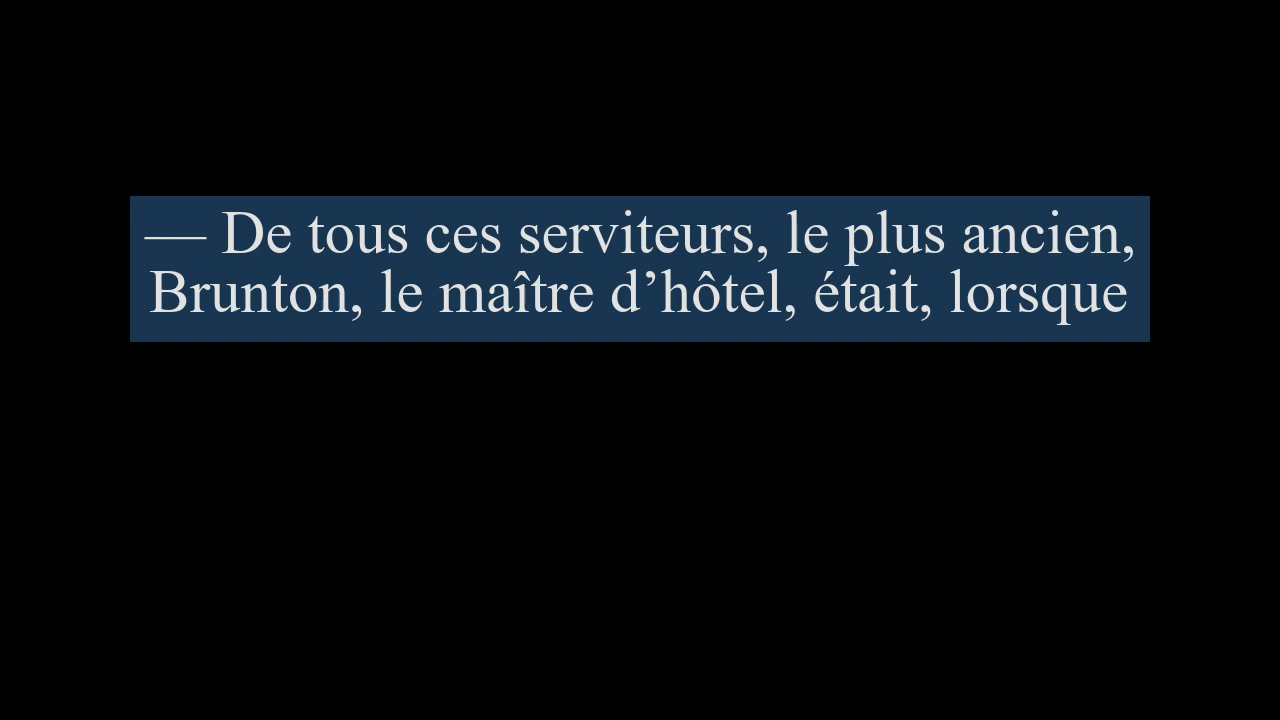 — De tous ces serviteurs, le plus ancien,
Brunton, le maître d’hôtel, était, lorsque